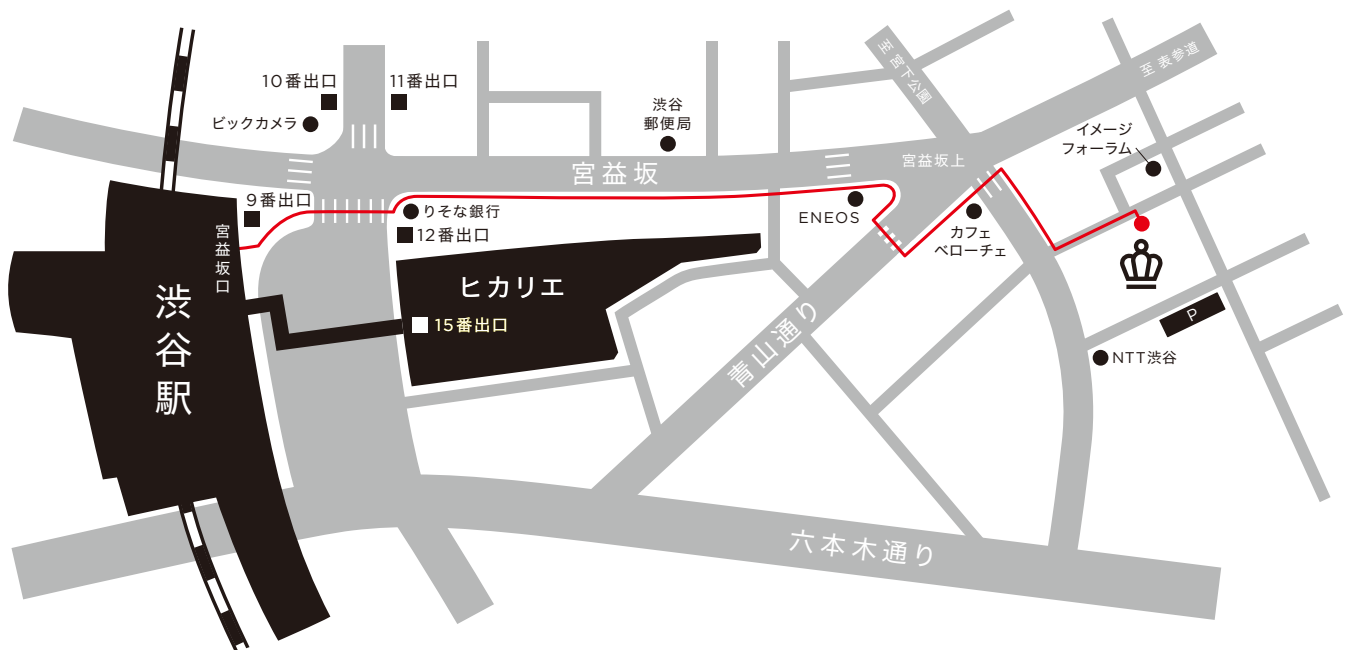 至 宮下公園
至 表参道
10番出口
11番出口
ビックカメラ
渋谷
郵便局
イメージ
フォーラム
宮益坂
宮益坂上
9番出口
りそな銀行
ENEOS
12番出口
カフェ
ベローチェ
宮益坂口
ヒカリエ
渋谷駅
15番出口
P
青山通り
NTT渋谷
六本木通り